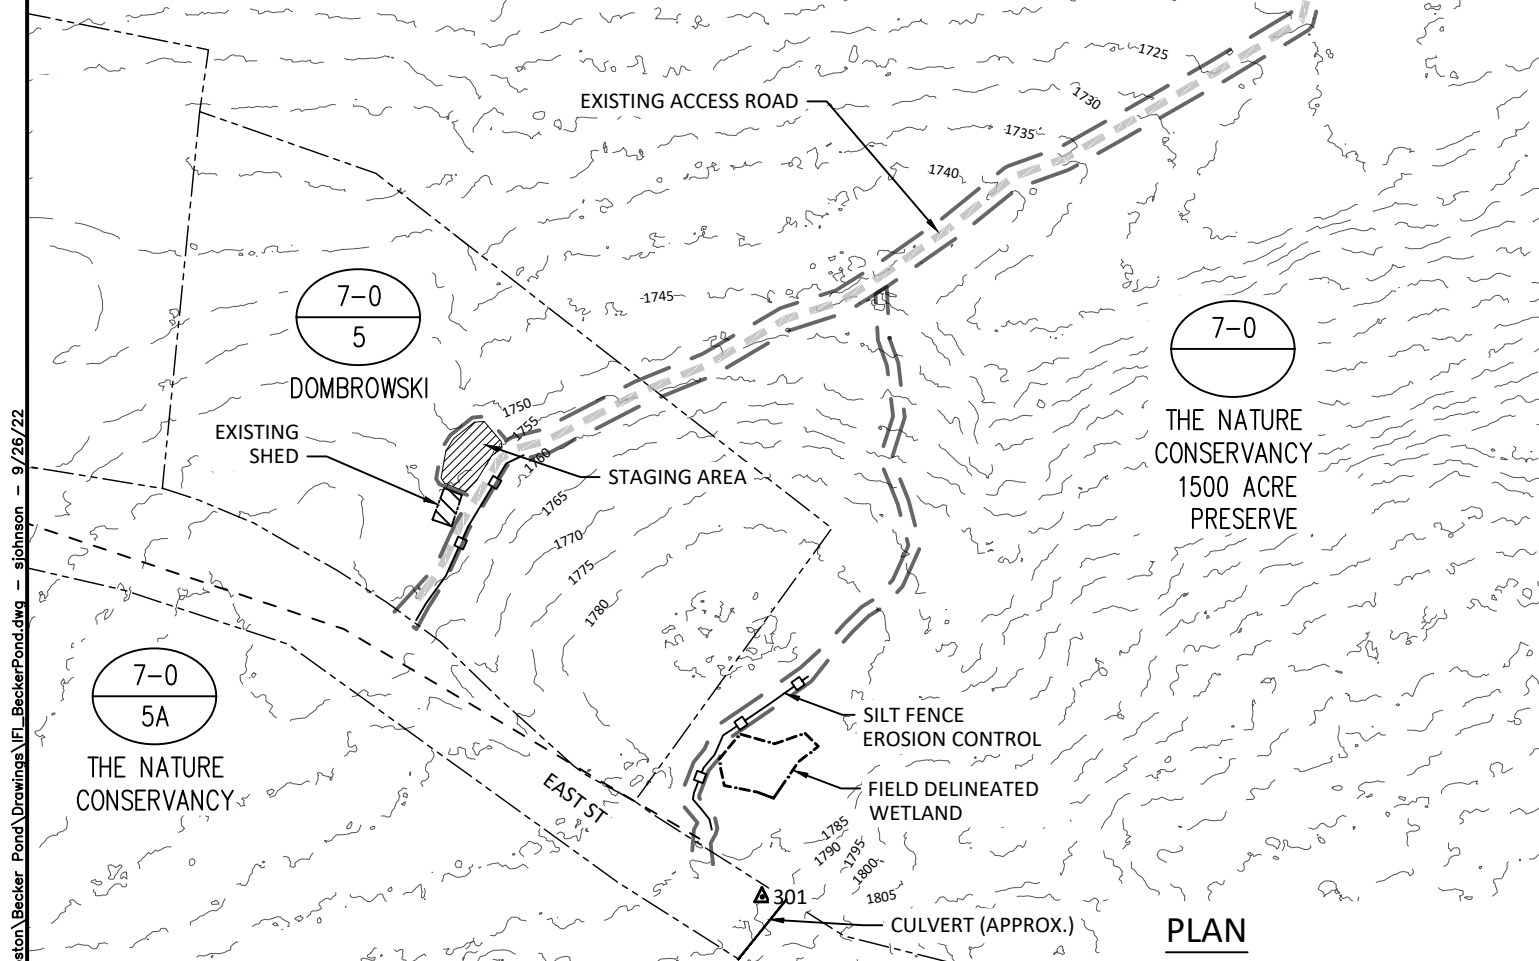 1725
EXISTING ACCESS ROAD
1730
1735
1740
1745
7-0
5
DOMBROWSKI
7-0
THE NATURE
CONSERVANCY
1500 ACRE
PRESERVE
1750
1755
1760
EXISTING
SHED
STAGING AREA
1765
1770
1775
1780
7-0
5A
THE NATURE
CONSERVANCY
SILT FENCE
EROSION CONTROL
EAST ST
FIELD DELINEATED
WETLAND
1785
1790
1795
1800
1805
301
CULVERT (APPROX.)
PLAN
ston\Becker Pond\Drawings\IFI_BeckerPond.dwg - sjohnson - 9/26/22